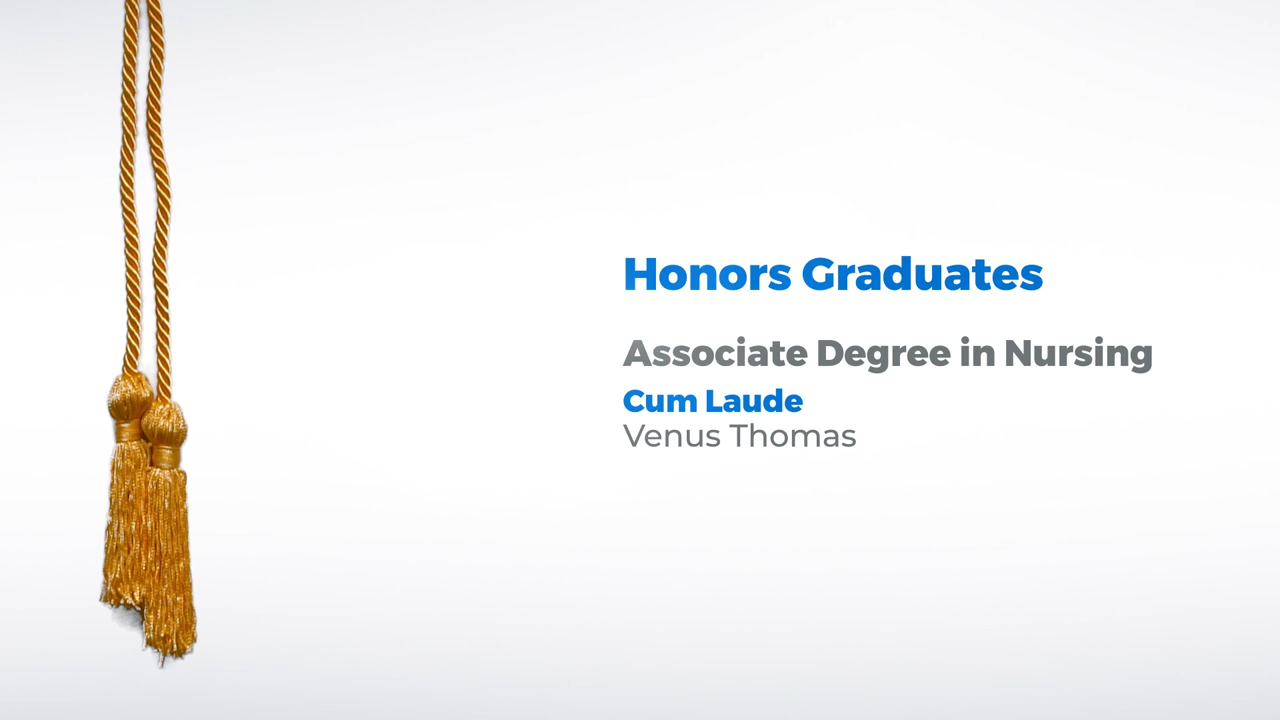 Honors Graduates
Associate Degree in Nursing
Cum Laude
Venus Thomas